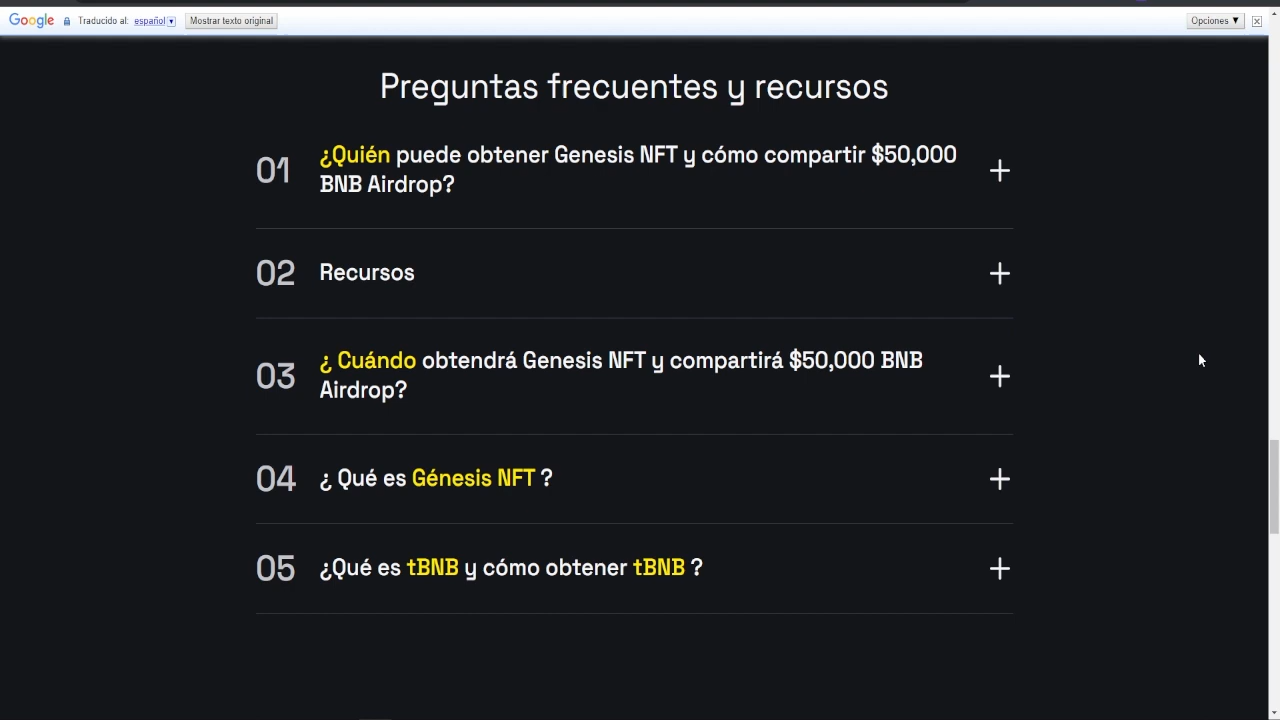 Google Traducido al: español Mostrar texto original Opciones ▼
Preguntas frecuentes y recursos
01 ¿Quién puede obtener Genesis NFT y cómo compartir $50,000
BNB Airdrop?
02 Recursos
03 ¿ Cuándo obtendrá Genesis NFT y compartirá $50,000 BNB
Airdrop?
04 ¿ Qué es Génesis NFT ?
05 ¿Qué es tBNB y cómo obtener tBNB ?